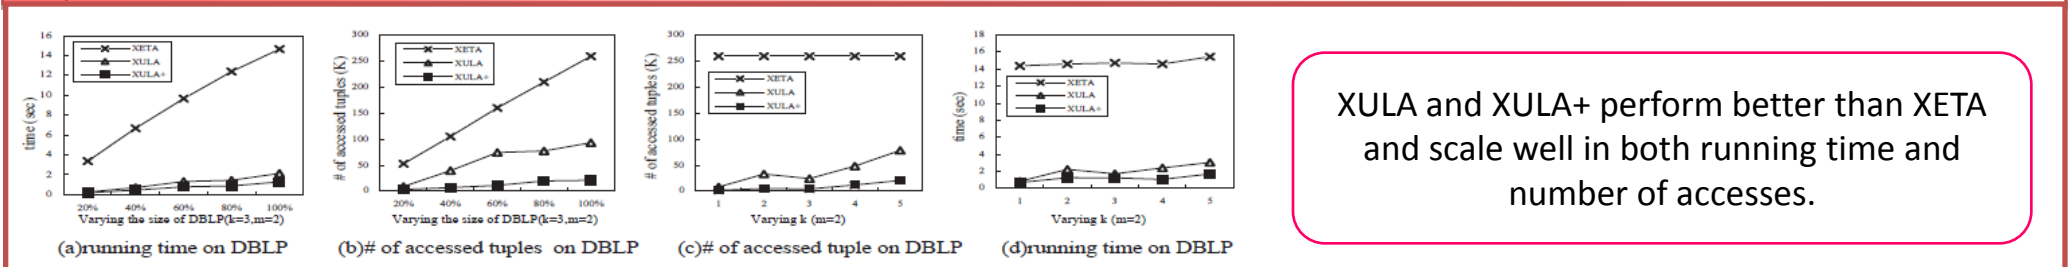 16
14
12
10
8
6
4
2
0
time (sec)
XETA
XULA
XULA+
20% 40% 60% 80% 100%
Varying the size of DBLP(k=3,m=2)
(a)running time on DBLP
300
250
200
150
100
50
0
# of accessed tuples (K)
XETA
XULA
XULA+
20% 40% 60% 80% 100%
Varying the size of DBLP(k=3,m=2)
(b)# of accessed tuples on DBLP
300
250
200
150
100
50
0
# of accessed tuples (K)
XETA
XULA
XULA+
1 2 3 4 5
Varying k (m=2)
(c)# of accessed tuple on DBLP
18
16
14
12
10
8
6
4
2
0
time (sec)
XETA
XULA
XULA+
1 2 3 4 5
Varying k (m=2)
(d)running time on DBLP
XULA and XULA+ perform better than XETA
and scale well in both running time and
number of accesses.